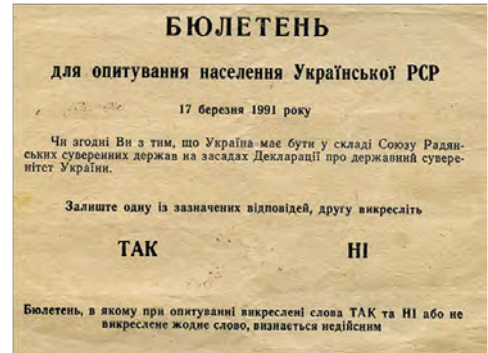 БЮЛЕТЕНЬ
для опитування населення Української РСР
17 березня 1991 року
Чи згодні Ви з тим, що Україна має бути у складі Союзу Радян-
ських суверенних держав на засадах Декларації про державний сувере-
нітет України.
Залиште одну із зазначених відповідей, другу викресліть
ТАК НІ
Бюлетень, в якому при опитуванні викреслені слова ТАК та НІ або не
викреслене жодне слово, визнається недійсним